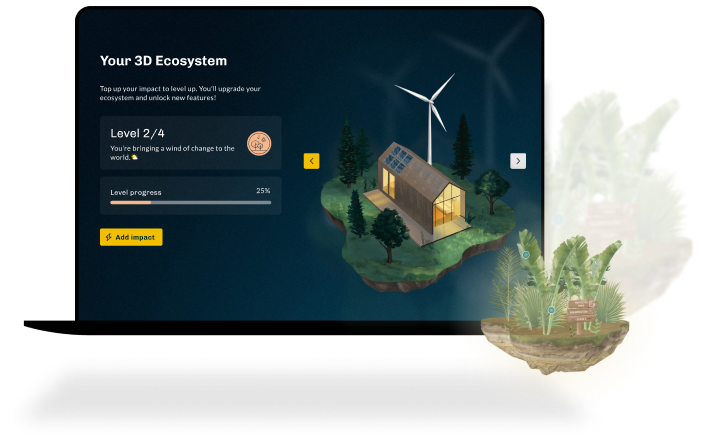 Your 3D Ecosystem
Top up your impact to level up. You'll upgrade your
ecosystem and unlock new features!
Level 2/4
You're bringing a wind of change to the
world.
Level progress
25%
Add impact